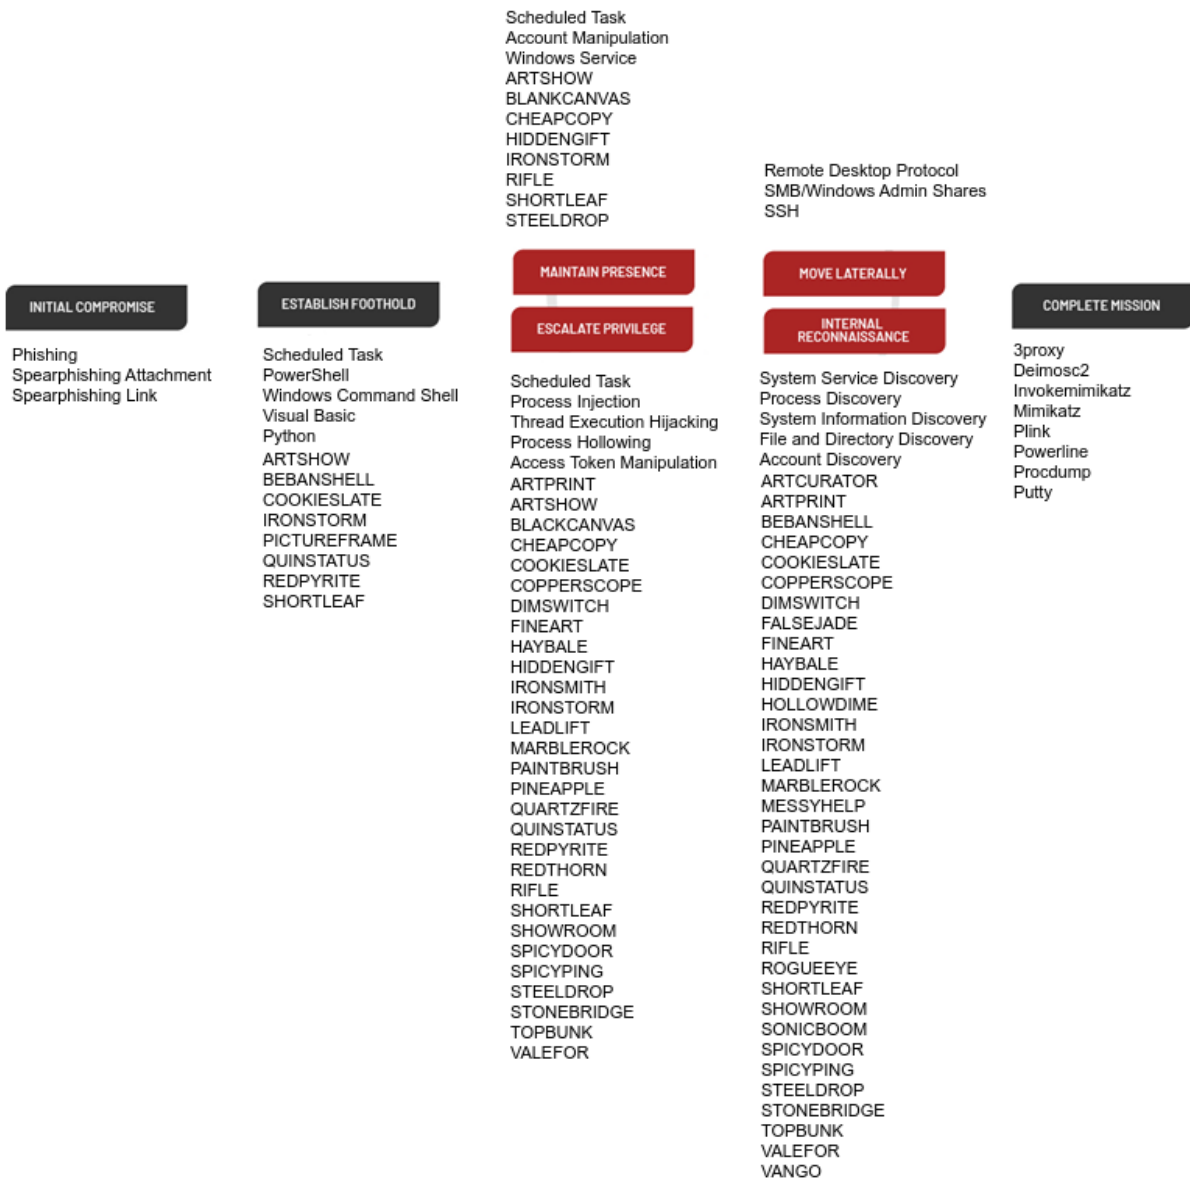 Scheduled Task
Account Manipulation
Windows Service
ARTSHOW
BLANKCANVAS
CHEAPCOPY
HIDDENGIFT
IRONSTORM
RIFLE
SHORTLEAF
STEELDROP
Remote Desktop Protocol
SMB/Windows Admin Shares
SSH
INITIAL COMPROMISE
Phishing
Spearphishing Attachment
Spearphishing Link
ESTABLISH FOOTHOLD
Scheduled Task
PowerShell
Windows Command Shell
Visual Basic
Python
ARTSHOW
BEBANSHELL
COOKIESLATE
IRONSTORM
PICTUREFRAME
QUINSTATUS
REDPYRITE
SHORTLEAF
MAINTAIN PRESENCE
ESCALATE PRIVILEGE
Scheduled Task
Process Injection
Thread Execution Hijacking
Process Hollowing
Access Token Manipulation
ARTPRINT
ARTSHOW
BLACKCANVAS
CHEAPCOPY
COOKIESLATE
COPPERSCOPE
DIMSWITCH
FINEART
HAYBALE
HIDDENGIFT
IRONSMITH
IRONSTORM
LEADLIFT
MARBLEROCK
PAINTBRUSH
PINEAPPLE
QUARTZFIRE
QUINSTATUS
REDPYRITE
REDTHORN
RIFLE
SHORTLEAF
SHOWROOM
SPICYDOOR
SPICYPING
STEELDROP
STONEBRIDGE
TOPBUNK
VALEFOR
MOVE LATERALLY
INTERNAL
RECONNAISSANCE
System Service Discovery
Process Discovery
System Information Discovery
File and Directory Discovery
Account Discovery
ARTCURATOR
ARTPRINT
BEBANSHELL
CHEAPCOPY
COOKIESLATE
COPPERSCOPE
DIMSWITCH
FALSEJADE
FINEART
HAYBALE
HIDDENGIFT
HOLLOWDIME
IRONSMITH
IRONSTORM
LEADLIFT
MARBLEROCK
MESSYHELP
PAINTBRUSH
PINEAPPLE
QUARTZFIRE
QUINSTATUS
REDPYRITE
REDTHORN
RIFLE
ROGUEEYE
SHORTLEAF
SHOWROOM
SONICBOOM
SPICYDOOR
SPICYPING
STEELDROP
STONEBRIDGE
TOPBUNK
VALEFOR
VANGO
COMPLETE MISSION
3proxy
Deimosc2
Invokemimikatz
Mimikatz
Plink
Powerline
Procdump
Putty